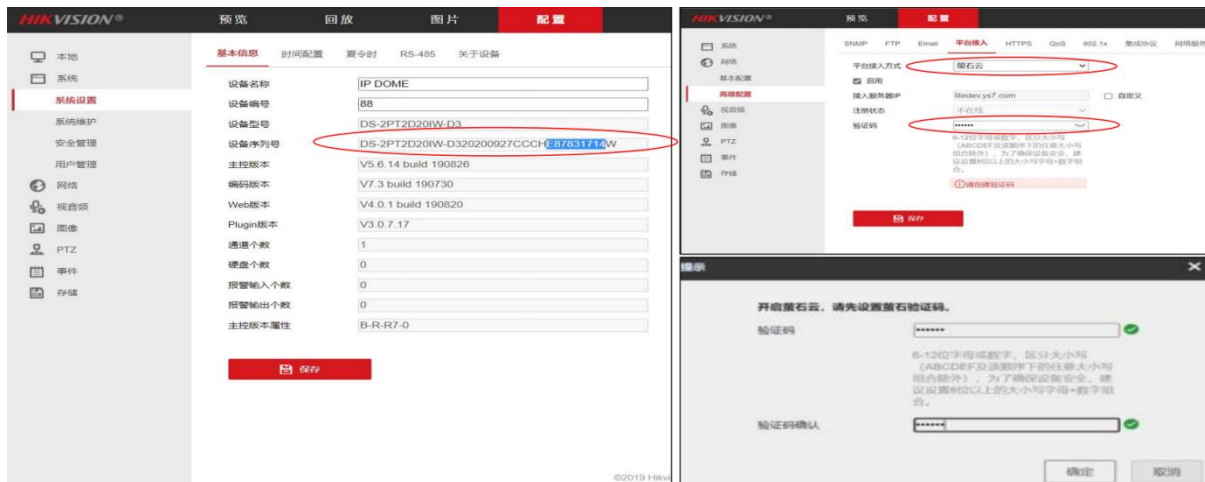 HIKVISION®
预览 回放 图片 配置
本地
系统
系统设置
系统维护
安全管理
用户管理
网络
视音频
图像
PTZ
事件
存储
基本信息 时间配置 夏令时 RS-485 关于设备
设备名称 IP DOME
设备编号 88
设备型号 DS-2PT2D20IW-D3
设备序列号 DS-2PT2D20IW-D320200927CCCHE87831714W
主控版本 V5.6.14 build 190826
编码版本 V7.3 build 190730
Web版本 V4.0.1 build 190820
Plugin版本 V3.0.7.17
通道个数 1
硬盘个数 0
报警输入个数 0
报警输出个数 0
主控版本属性 B-R-R7-0
保存
©2019 Hikvi
HIKVISION®
预览 配置
系统
网络
基本配置
高级配置
视音频
图像
PTZ
事件
存储
SNMP FTP Email 平台接入 HTTPS QoS 802.1x 集成协议 网络服务
平台接入方式 萤石云
启用
接入服务器IP litedev.ys7.com 自定义
注册状态 不在线
验证码 ••••••
6-12位字母或数字，区分大小写
（ABCDEF及该顺序下的任意大小写
组合除外），为了确保设备安全，建
议设置8位以上的大小写字母+数字组
合。
请创建验证码
保存
提示
开启萤石云，请先设置萤石验证码。
验证码 ••••••
6-12位字母或数字，区分大小写
（ABCDEF及该顺序下的任意大小写
组合除外），为了确保设备安全，建
议设置8位以上的大小写字母+数字组
合。
验证码确认 ••••••
确定 取消